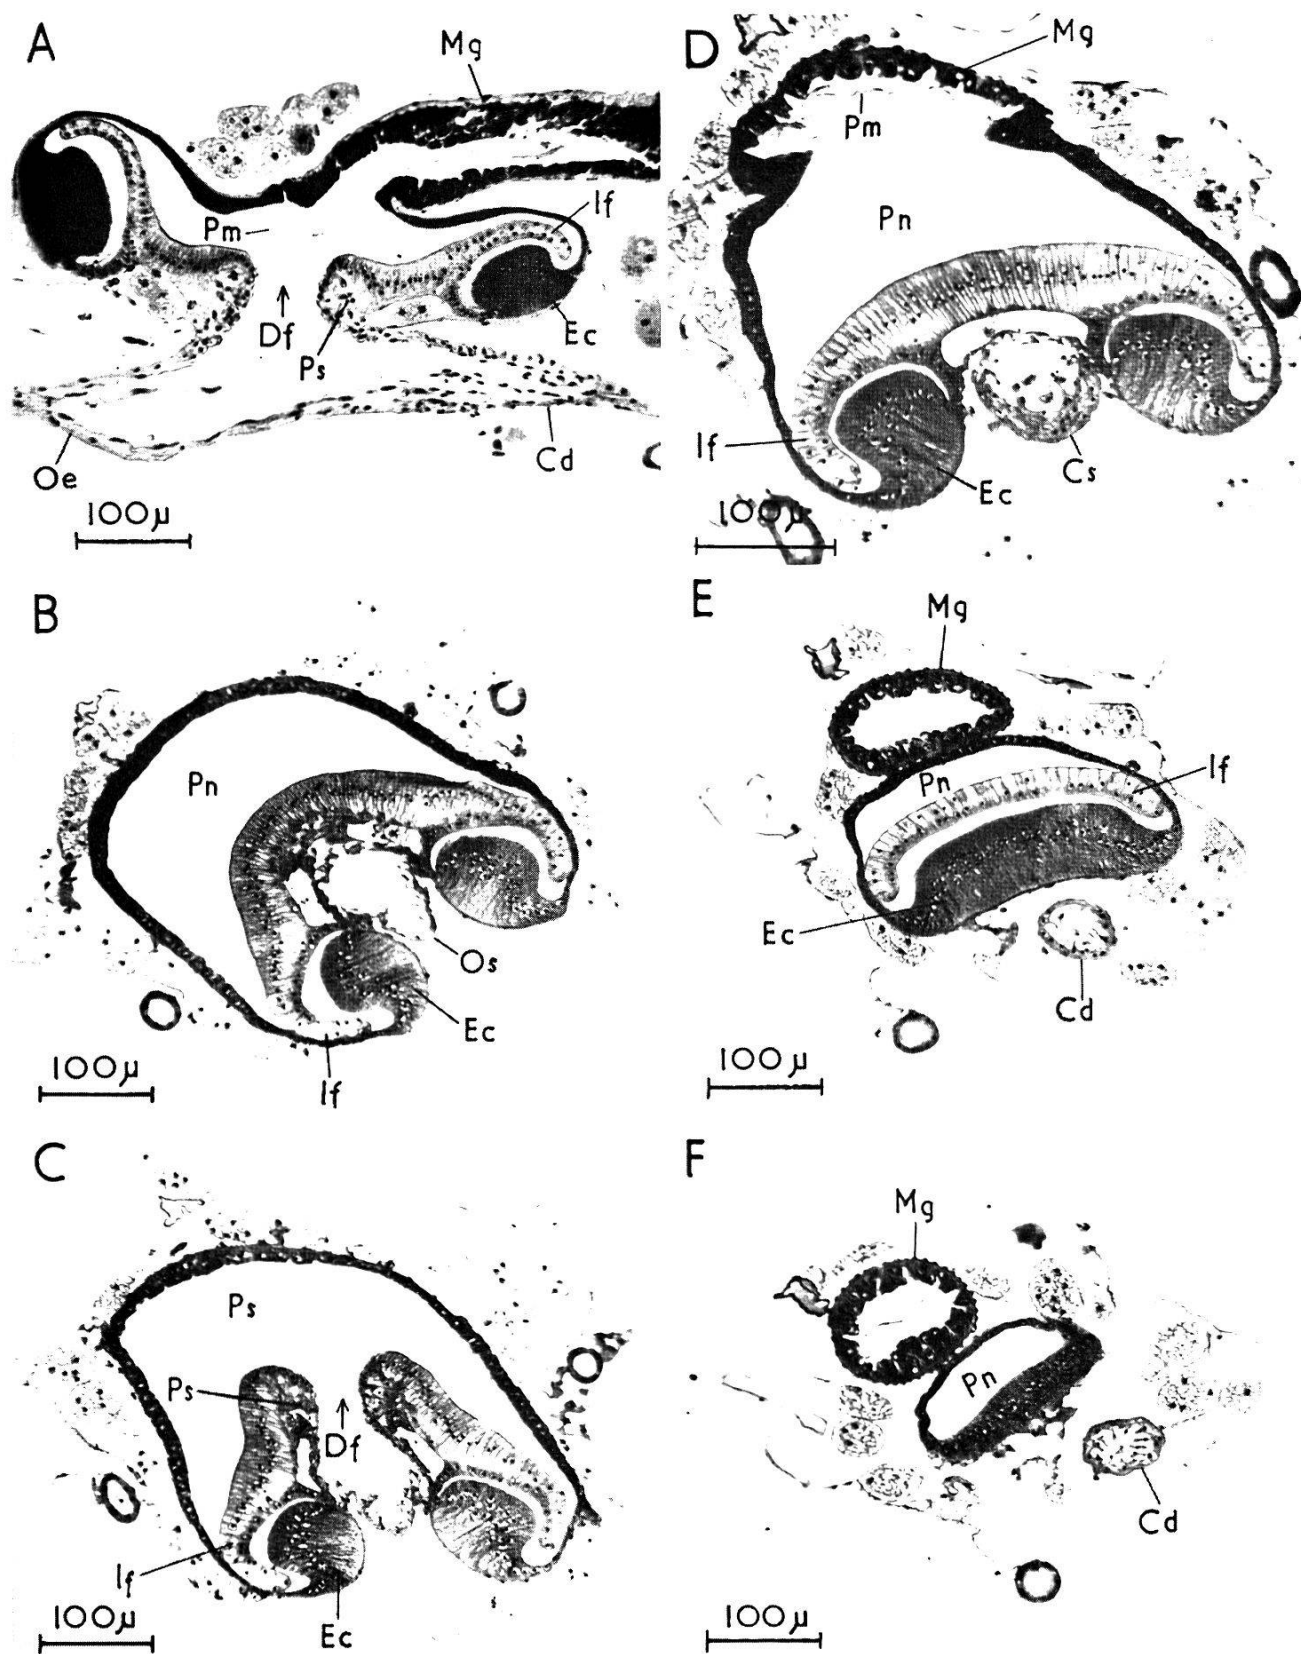 A
Mg
Pm
If
Df
Ps
Ec
Oe
Cd
100µ
B
Pn
Os
Ec
If
100µ
C
Ps
Ps
Df
If
Ec
100µ
D
Mg
Pm
Pn
If
Ec
Cs
100µ
E
Mg
Pn
If
Ec
Cd
100µ
F
Mg
Pn
Cd
100µ